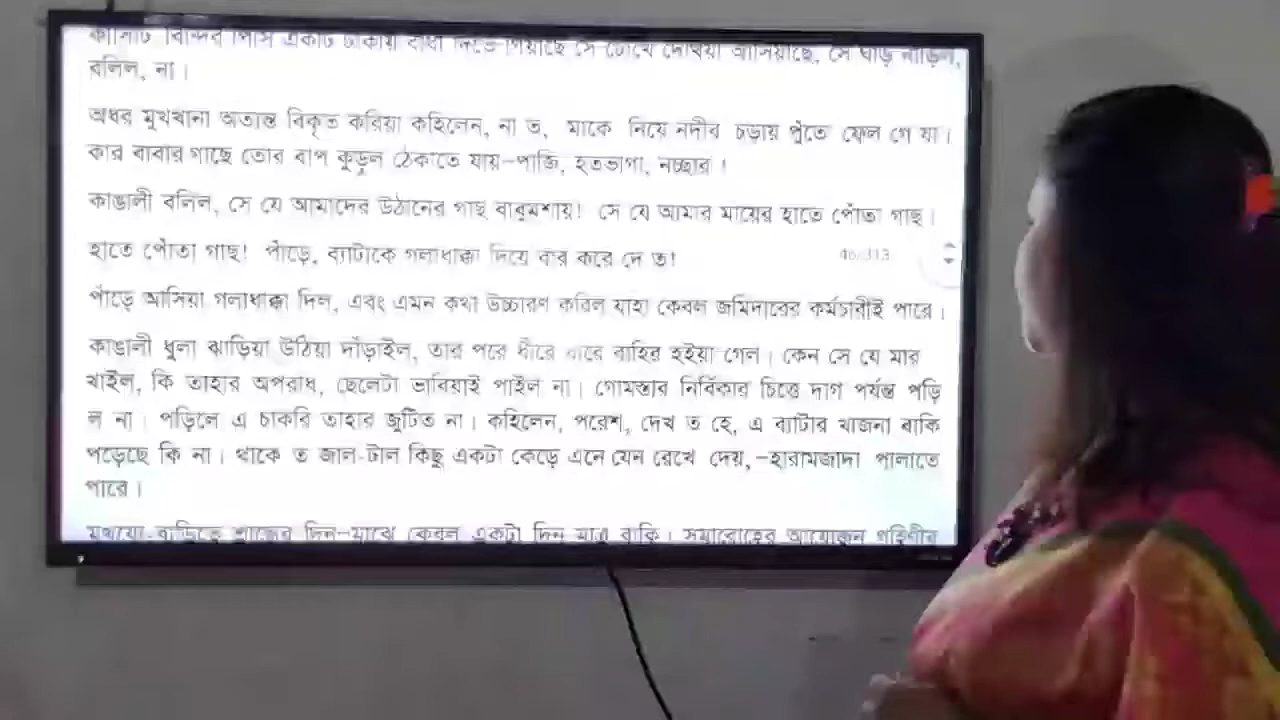 বলিল, না।
অধর মুখখানা অত্যন্ত বিকৃত করিয়া কহিলেন, না ত, মাকে নিয়ে নদীর চড়ায় পুঁতে ফেল গে যা।
কার বাবার গাছে তোর বাপ কুড়ুল ঠেকাতে যায়–পাজি, হতভাগা, নচ্ছার।
কাঙালী বলিল, সে যে আমাদের উঠানের গাছ বাবুমশায়! সে যে আমার মায়ের হাতে পোঁতা গাছ।
হাতে পোঁতা গাছ! পাঁড়ে, ব্যাটাকে গলাধাক্কা দিয়ে বার করে দে ত!
46/313
পাঁড়ে আসিয়া গলাধাক্কা দিল, এবং এমন কথা উচ্চারণ করিল যাহা কেবল জমিদারের কর্মচারীই পারে।
কাঙালী ধুলা ঝাড়িয়া উঠিয়া দাঁড়াইল, তার পরে ধীরে ধীরে বাহির হইয়া গেল। কেন সে যে মার
খাইল, কি তাহার অপরাধ, ছেলেটা ভাবিয়াই পাইল না। গোমস্তার নির্বিকার চিত্তে দাগ পর্যন্ত পড়ি
ল না। পড়িলে এ চাকরি তাহার জুটিত না। কহিলেন, পরেশ, দেখ ত হে, এ ব্যাটার খাজনা বাকি
পড়েছে কি না। থাকে ত জাল-টাল কিছু একটা কেড়ে এনে যেন রেখে দেয়,–হারামজাদা পালাতে
পারে।